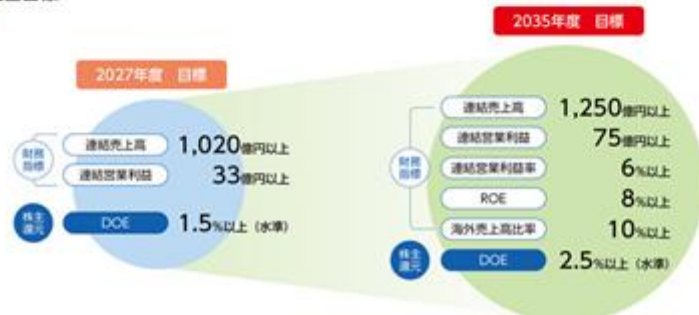 2035年度 目標
2027年度 目標
財務指標
連結売上高 1,020億円以上
連結営業利益 33億円以上
株主還元
DOE 1.5%以上（水準）
財務指標
連結売上高 1,250億円以上
連結営業利益 75億円以上
連結営業利益率 6%以上
ROE 8%以上
海外売上高比率 10%以上
株主還元
DOE 2.5%以上（水準）